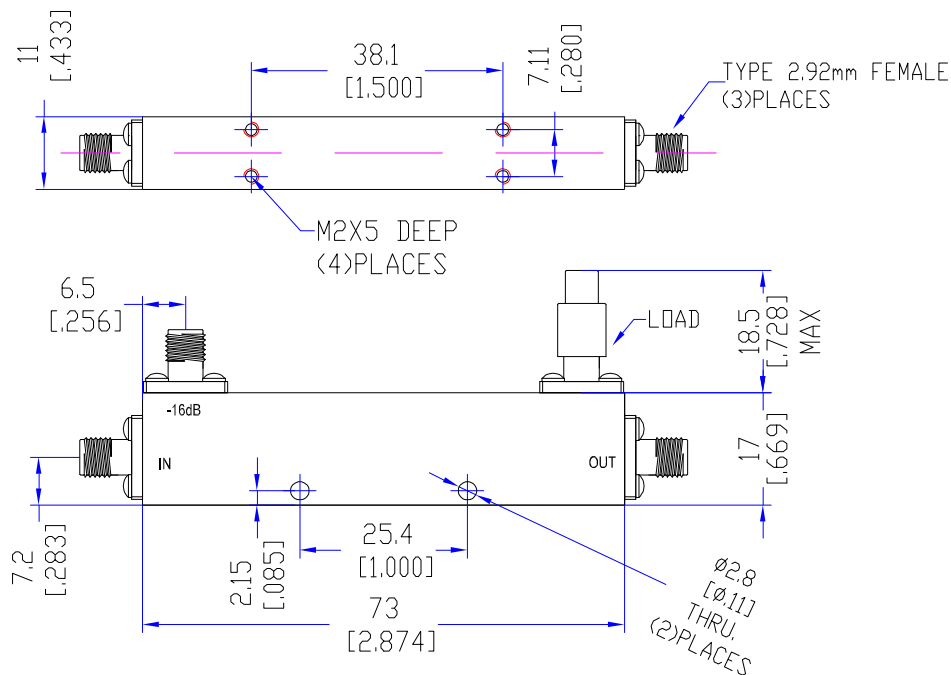 11
[.433]
38.1
[1.500]
7.11
[.280]
TYPE 2.92mm FEMALE
(3)PLACES
M2X5 DEEP
(4)PLACES
6.5
[.256]
LOAD
18.5
[.728]
MAX
-16dB
IN
OUT
17
[.669]
7.2
[.283]
2.15
[.085]
25.4
[1.000]
73
[2.874]
Ø2.8
[Ø.11]
THRU.
(2)PLACES